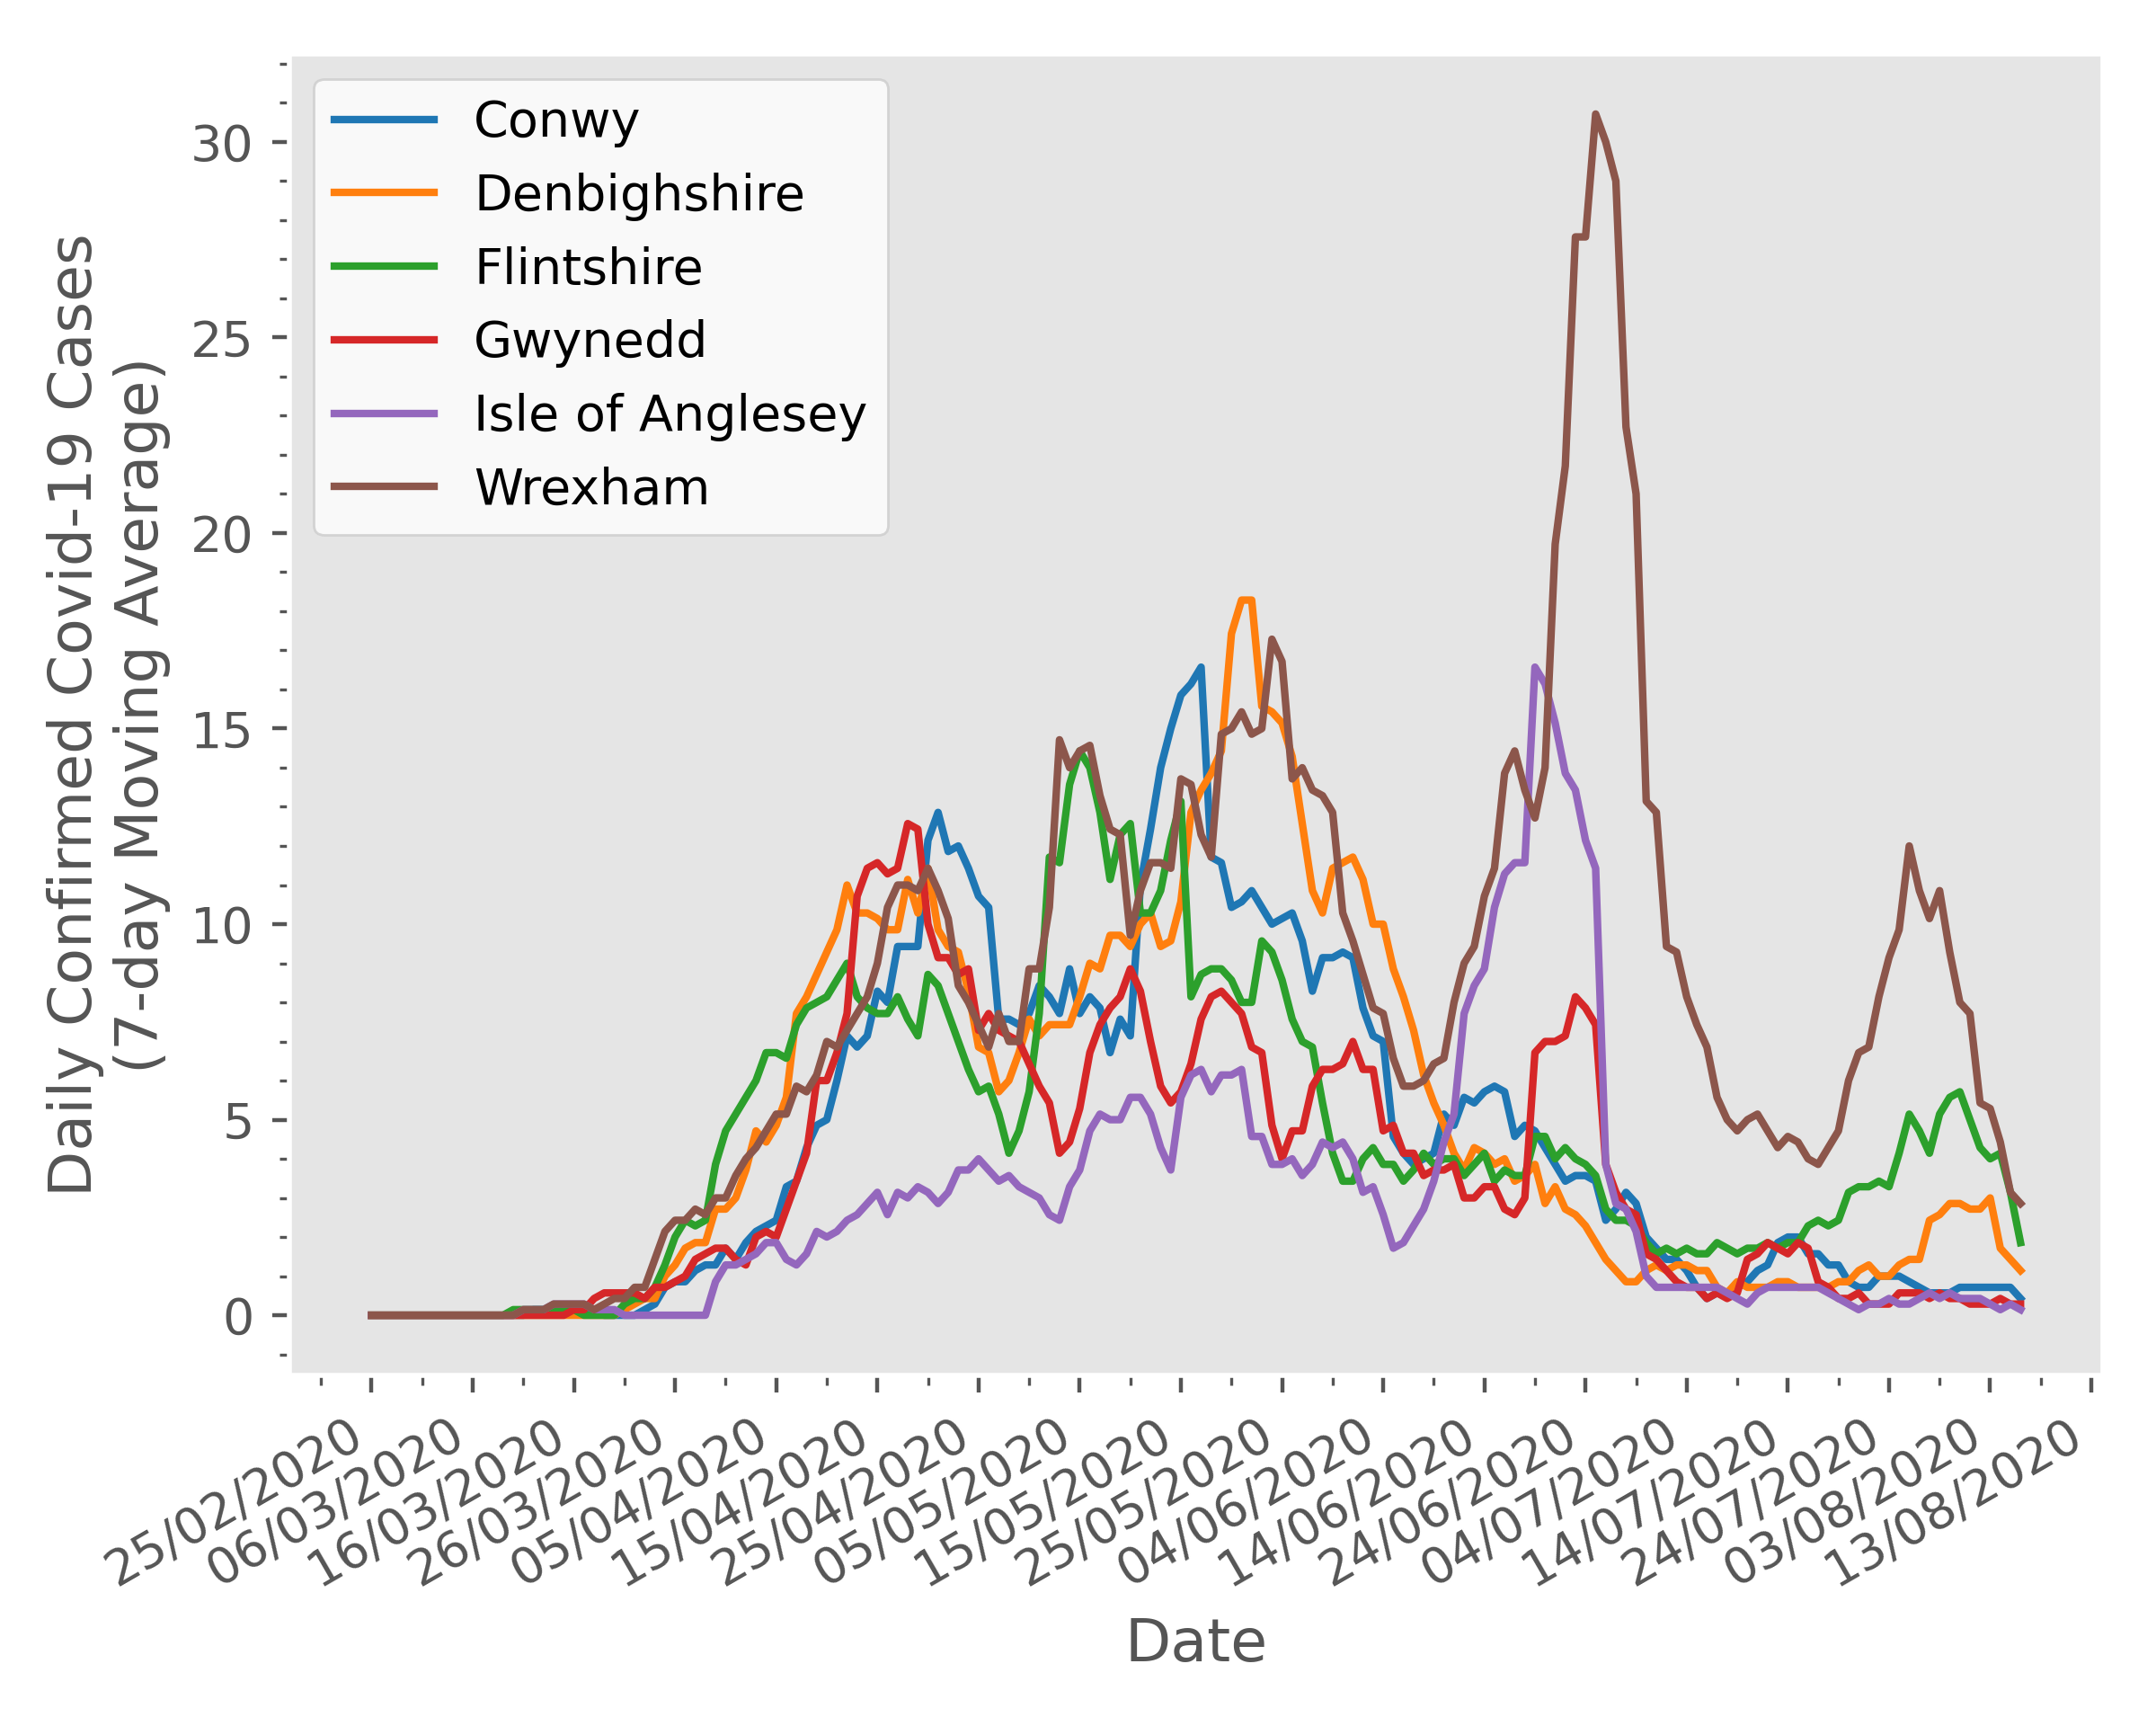 Daily Confirmed Covid-19 Cases
(7-day Moving Average)
30
25
20
15
10
5
0
Conwy
Denbighshire
Flintshire
Gwynedd
Isle of Anglesey
Wrexham
25/02/2020
06/03/2020
16/03/2020
26/03/2020
05/04/2020
15/04/2020
25/04/2020
05/05/2020
15/05/2020
25/05/2020
04/06/2020
14/06/2020
24/06/2020
04/07/2020
14/07/2020
24/07/2020
03/08/2020
13/08/2020
Date